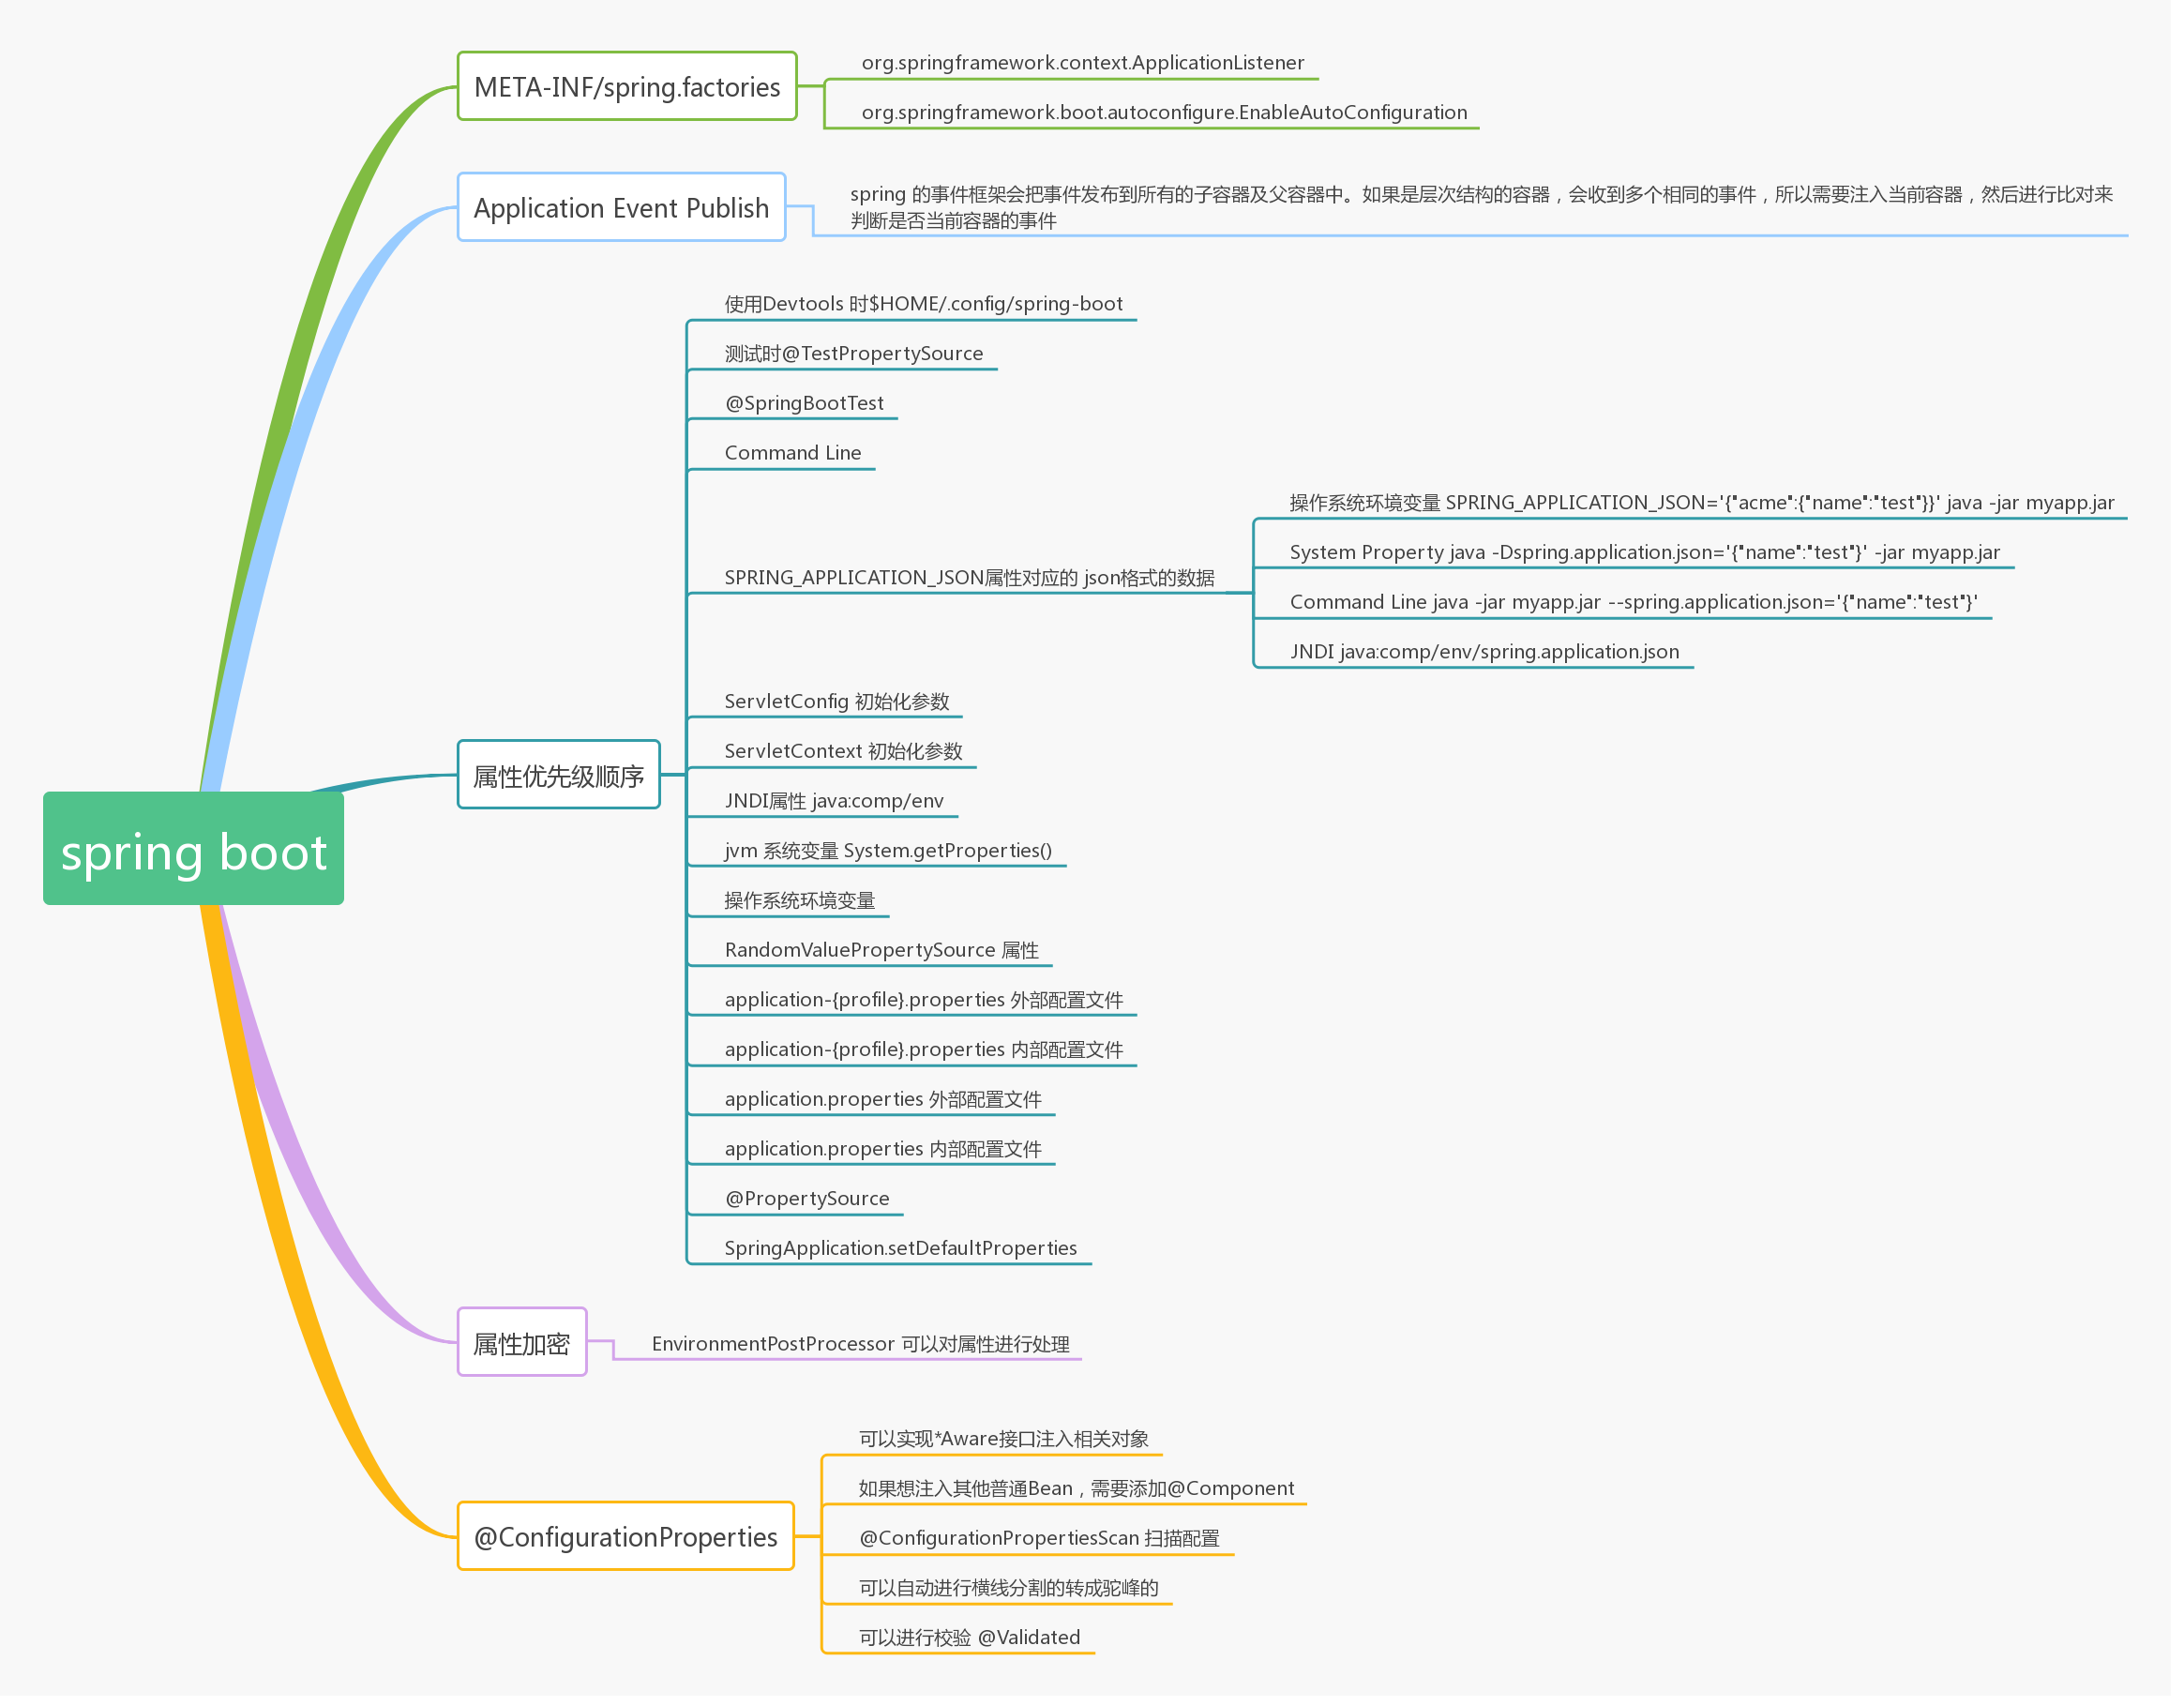 spring boot
META-INF/spring.factories
org.springframework.context.ApplicationListener
org.springframework.boot.autoconfigure.EnableAutoConfiguration
Application Event Publish
spring 的事件框架会把事件发布到所有的子容器及父容器中。如果是层次结构的容器，会收到多个相同的事件，所以需要注入当前容器，然后进行比对来
判断是否当前容器的事件
属性优先级顺序
使用Devtools 时$HOME/.config/spring-boot
测试时@TestPropertySource
@SpringBootTest
Command Line
SPRING_APPLICATION_JSON属性对应的 json格式的数据
操作系统环境变量 SPRING_APPLICATION_JSON='{"acme":{"name":"test"}}' java -jar myapp.jar
System Property java -Dspring.application.json='{"name":"test"}' -jar myapp.jar
Command Line java -jar myapp.jar --spring.application.json='{"name":"test"}'
JNDI java:comp/env/spring.application.json
ServletConfig 初始化参数
ServletContext 初始化参数
JNDI属性 java:comp/env
jvm 系统变量 System.getProperties()
操作系统环境变量
RandomValuePropertySource 属性
application-{profile}.properties 外部配置文件
application-{profile}.properties 内部配置文件
application.properties 外部配置文件
application.properties 内部配置文件
@PropertySource
SpringApplication.setDefaultProperties
属性加密
EnvironmentPostProcessor 可以对属性进行处理
@ConfigurationProperties
可以实现*Aware接口注入相关对象
如果想注入其他普通Bean，需要添加@Component
@ConfigurationPropertiesScan 扫描配置
可以自动进行横线分割的转成驼峰的
可以进行校验 @Validated